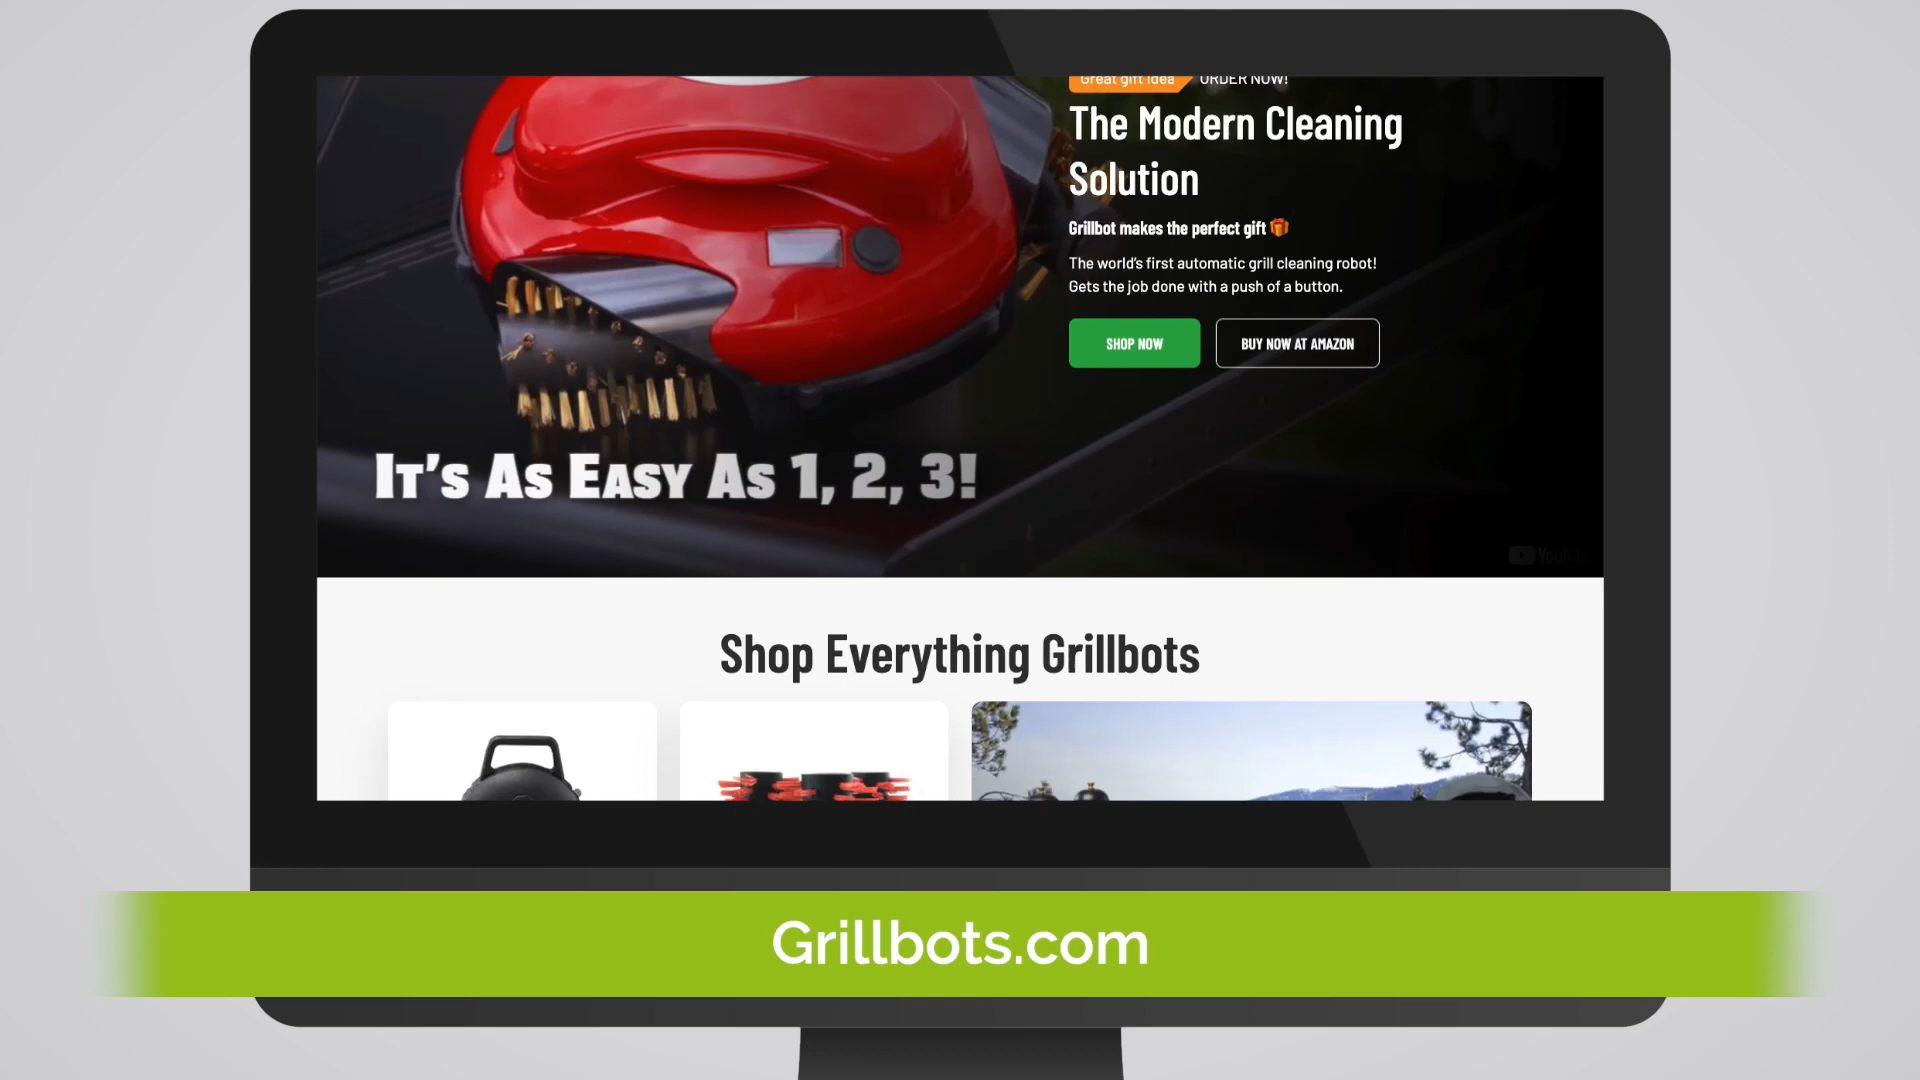 Great gift idea ORDER NOW!
The Modern Cleaning
Solution
Grillbot makes the perfect gift 🎁
The world's first automatic grill cleaning robot!
Gets the job done with a push of a button.
SHOP NOW BUY NOW AT AMAZON
It's As Easy As 1, 2, 3!
YouTube
Shop Everything Grillbots
Grillbots.com